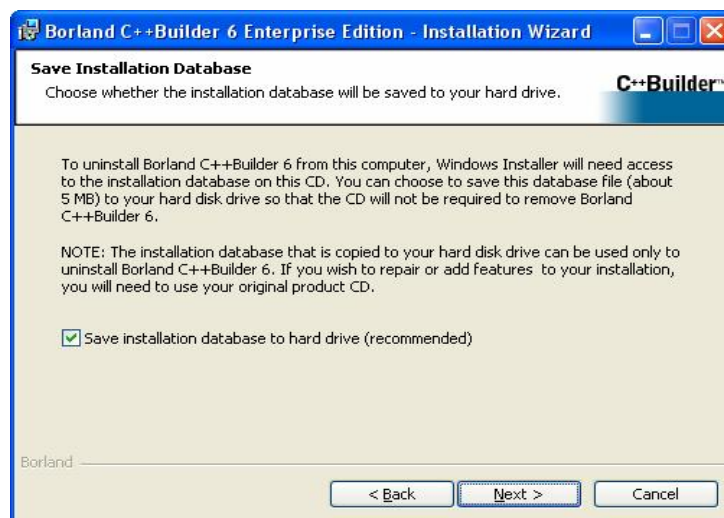 Borland C++Builder 6 Enterprise Edition - Installation Wizard
Save Installation Database
Choose whether the installation database will be saved to your hard drive.
C++Builder™
To uninstall Borland C++Builder 6 from this computer, Windows Installer will need access
to the installation database on this CD. You can choose to save this database file (about
5 MB) to your hard disk drive so that the CD will not be required to remove Borland
C++Builder 6.
NOTE: The installation database that is copied to your hard disk drive can be used only to
uninstall Borland C++Builder 6. If you wish to repair or add features  to your installation,
you will need to use your original product CD.
Save installation database to hard drive (recommended)
Borland
< Back
Next >
Cancel